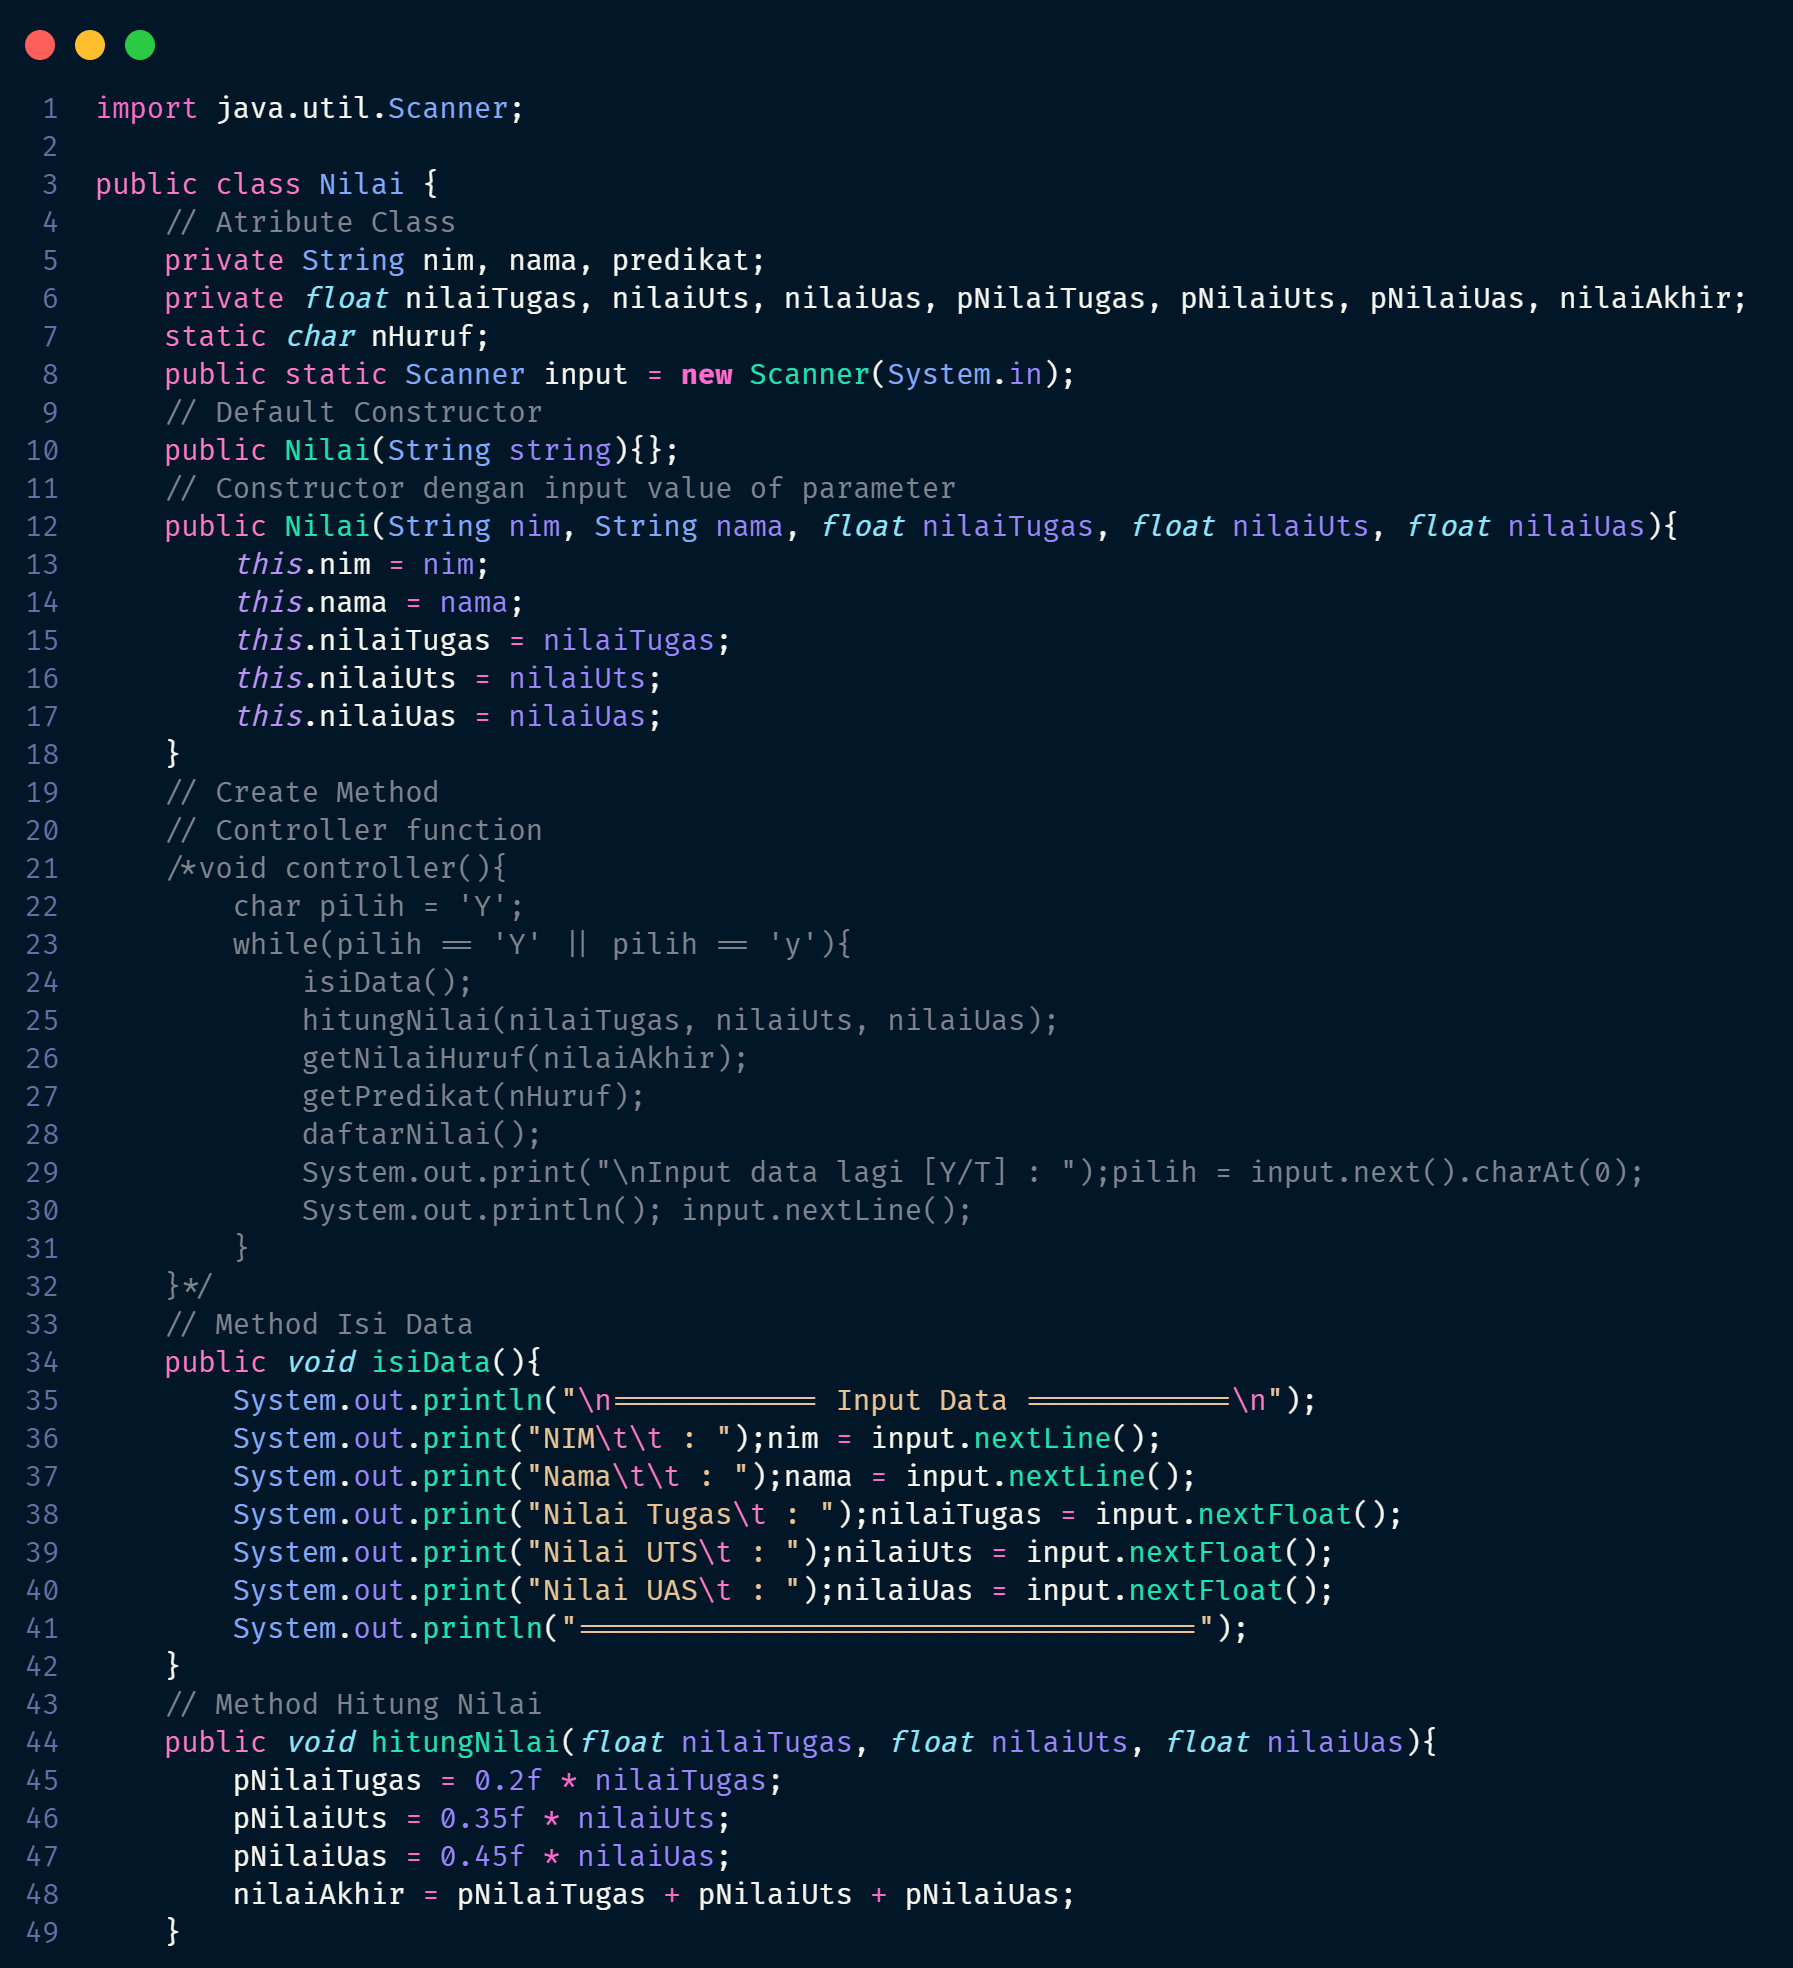 1 import java.util.Scanner;
2
3 public class Nilai {
4     // Atribute Class
5     private String nim, nama, predikat;
6     private float nilaiTugas, nilaiUts, nilaiUas, pNilaiTugas, pNilaiUts, pNilaiUas, nilaiAkhir;
7     static char nHuruf;
8     public static Scanner input = new Scanner(System.in);
9     // Default Constructor
10     public Nilai(String string){};
11     // Constructor dengan input value of parameter
12     public Nilai(String nim, String nama, float nilaiTugas, float nilaiUts, float nilaiUas){
13         this.nim = nim;
14         this.nama = nama;
15         this.nilaiTugas = nilaiTugas;
16         this.nilaiUts = nilaiUts;
17         this.nilaiUas = nilaiUas;
18     }
19     // Create Method
20     // Controller function
21     /*void controller(){
22         char pilih = 'Y';
23         while(pilih == 'Y' || pilih == 'y'){
24             isiData();
25             hitungNilai(nilaiTugas, nilaiUts, nilaiUas);
26             getNilaiHuruf(nilaiAkhir);
27             getPredikat(nHuruf);
28             daftarNilai();
29             System.out.print("\nInput data lagi [Y/T] : ");pilih = input.next().charAt(0);
30             System.out.println(); input.nextLine();
31         }
32     }*/
33     // Method Isi Data
34     public void isiData(){
35         System.out.println("\n============ Input Data ============\n");
36         System.out.print("NIM\t\t : ");nim = input.nextLine();
37         System.out.print("Nama\t\t : ");nama = input.nextLine();
38         System.out.print("Nilai Tugas\t : ");nilaiTugas = input.nextFloat();
39         System.out.print("Nilai UTS\t : ");nilaiUts = input.nextFloat();
40         System.out.print("Nilai UAS\t : ");nilaiUas = input.nextFloat();
41         System.out.println("====================================");
42     }
43     // Method Hitung Nilai
44     public void hitungNilai(float nilaiTugas, float nilaiUts, float nilaiUas){
45         pNilaiTugas = 0.2f * nilaiTugas;
46         pNilaiUts = 0.35f * nilaiUts;
47         pNilaiUas = 0.45f * nilaiUas;
48         nilaiAkhir = pNilaiTugas + pNilaiUts + pNilaiUas;
49     }